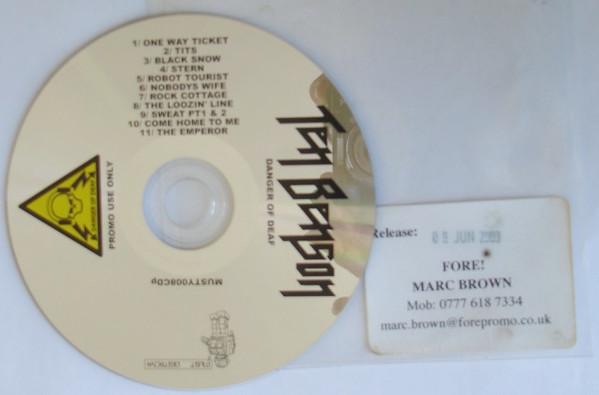 1/ ONE WAY TICKET
2/ TITS
3/ BLACK SNOW
4/ STERN
5/ ROBOT TOURIST
6/ NOBODYS WIFE
7/ ROCK COTTAGE
8/ THE LOOZIN' LINE
9/ SWEAT PT1 & 2
10/ COME HOME TO ME
11/ THE EMPEROR
Ten Benson
DANGER OF DEAF
DANGER OF DEAF
PROMO USE ONLY
MUSTY008CDp
Release: JUN
FORE!
MARC BROWN
Mob: 0777 618 7334
marc.brown@forepromo.co.uk